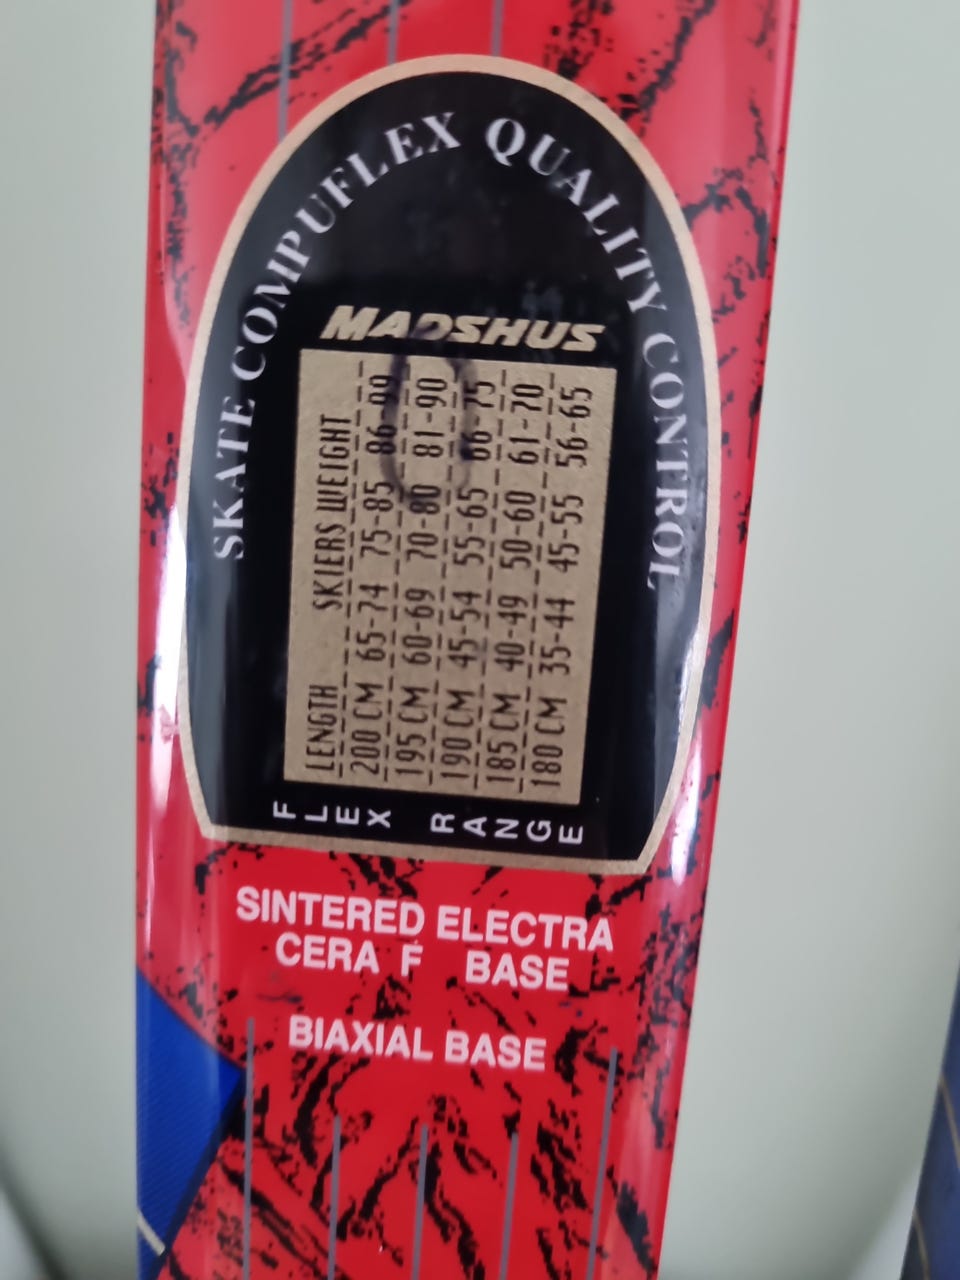 SKATE COMPUFLEX QUALITY CONTROL
MADSHUS
LENGTH SKIERS WEIGHT
200 CM 65-74 75-85 86-99
195 CM 60-69 70-80 81-90
190 CM 45-54 55-65 66-75
185 CM 40-49 50-60 61-70
180 CM 35-44 45-55 56-65
FLEX RANGE
SINTERED ELECTRA
CERA F BASE
BIAXIAL BASE